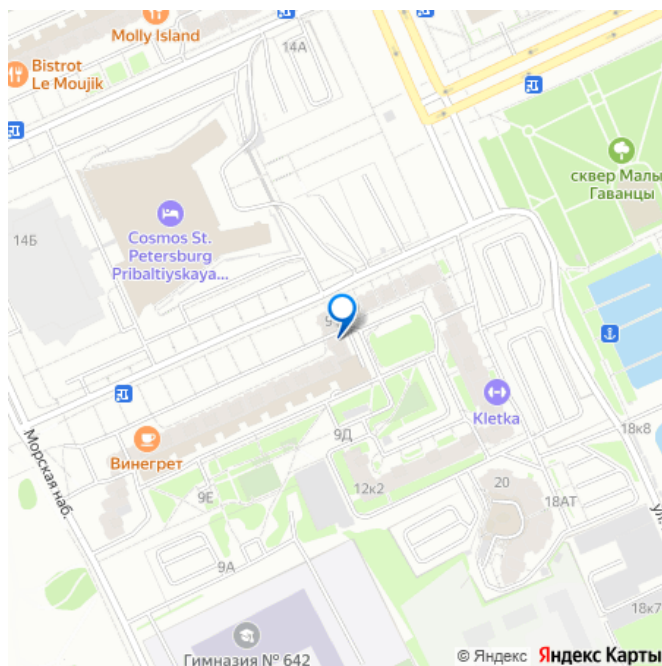 Molly Island
14А
Bistrot
Le Moujik
сквер Малы
Гаванцы
14Б
Cosmos St.
Petersburg
Pribaltiyskaya...
Kletka
Морская наб.
Винегрет
9Д
18к8
12к2
20
9Е
18АТ
ул.
9А
18к7
Гимназия № 642
© Яндекс Яндекс Карты